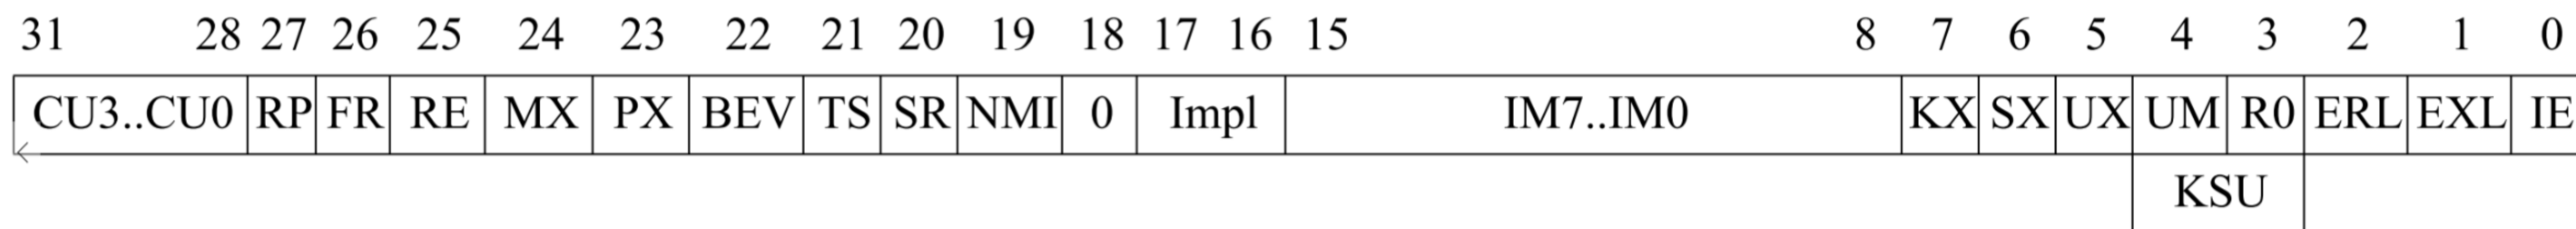 31 28 27 26 25 24 23 22 21 20 19 18 17 16 15 8 7 6 5 4 3 2 1 0
CU3..CU0 RP FR RE MX PX BEV TS SR NMI 0 Impl IM7..IM0 KX SX UX UM R0 ERL EXL IE
KSU